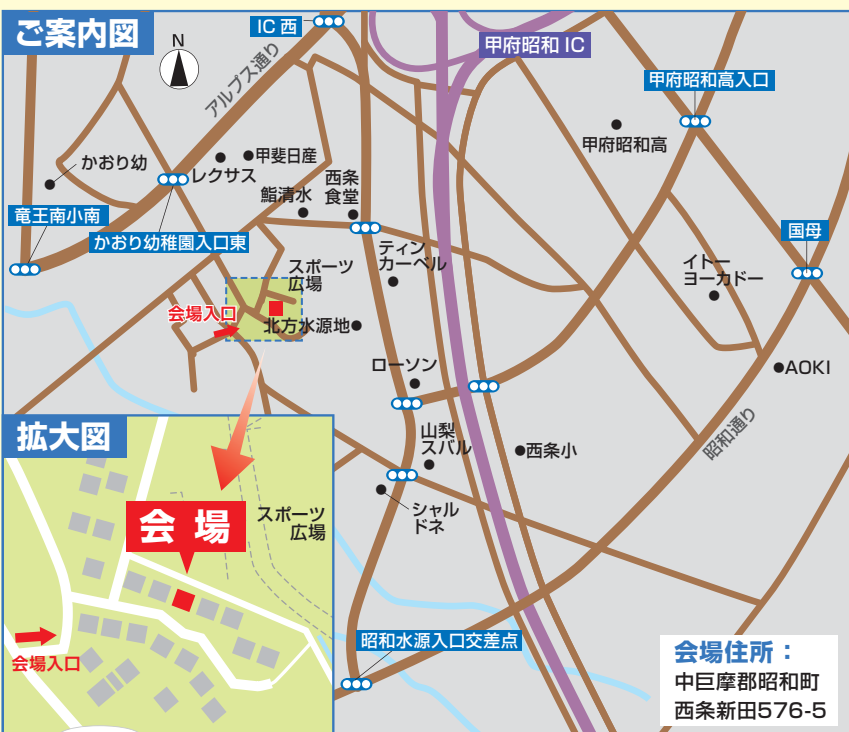 ご案内図
N
IC 西
アルプス通り
甲府昭和 IC
甲府昭和高入口
甲府昭和高
かおり幼
レクサス
甲斐日産
鮨清水
西条
食堂
竜王南小南
かおり幼稚園入口東
国母
スポーツ
広場
ティン
カーベル
イトー
ヨーカドー
会場入口
北方水源地
ローソン
AOKI
昭和通り
山梨
スバル
西条小
シャル
ドネ
昭和水源入口交差点
拡大図
会 場
スポーツ
広場
会場入口
会場住所：
中巨摩郡昭和町
西条新田576-5